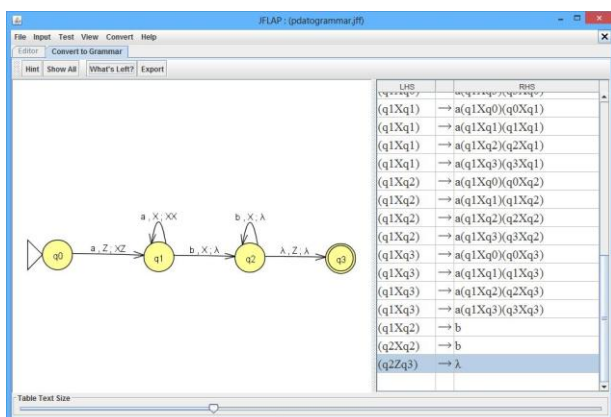 JFLAP : (pdatogrammar.jff)
File Input Test View Convert Help
Editor Convert to Grammar
Hint Show All What's Left? Export
LHS RHS
(q1Xq1) → a(q1Xq0)(q0Xq1)
(q1Xq1) → a(q1Xq1)(q1Xq1)
(q1Xq1) → a(q1Xq2)(q2Xq1)
(q1Xq1) → a(q1Xq3)(q3Xq1)
(q1Xq2) → a(q1Xq0)(q0Xq2)
(q1Xq2) → a(q1Xq1)(q1Xq2)
(q1Xq2) → a(q1Xq2)(q2Xq2)
(q1Xq2) → a(q1Xq3)(q3Xq2)
(q1Xq3) → a(q1Xq0)(q0Xq3)
(q1Xq3) → a(q1Xq1)(q1Xq3)
(q1Xq3) → a(q1Xq2)(q2Xq3)
(q1Xq3) → a(q1Xq3)(q3Xq3)
(q1Xq2) → b
(q2Xq2) → b
(q2Zq3) → λ
a , X ; XX
b , X ; λ
a , Z ; XZ
b , X ; λ
λ , Z ; λ
q0
q1
q2
q3
Table Text Size